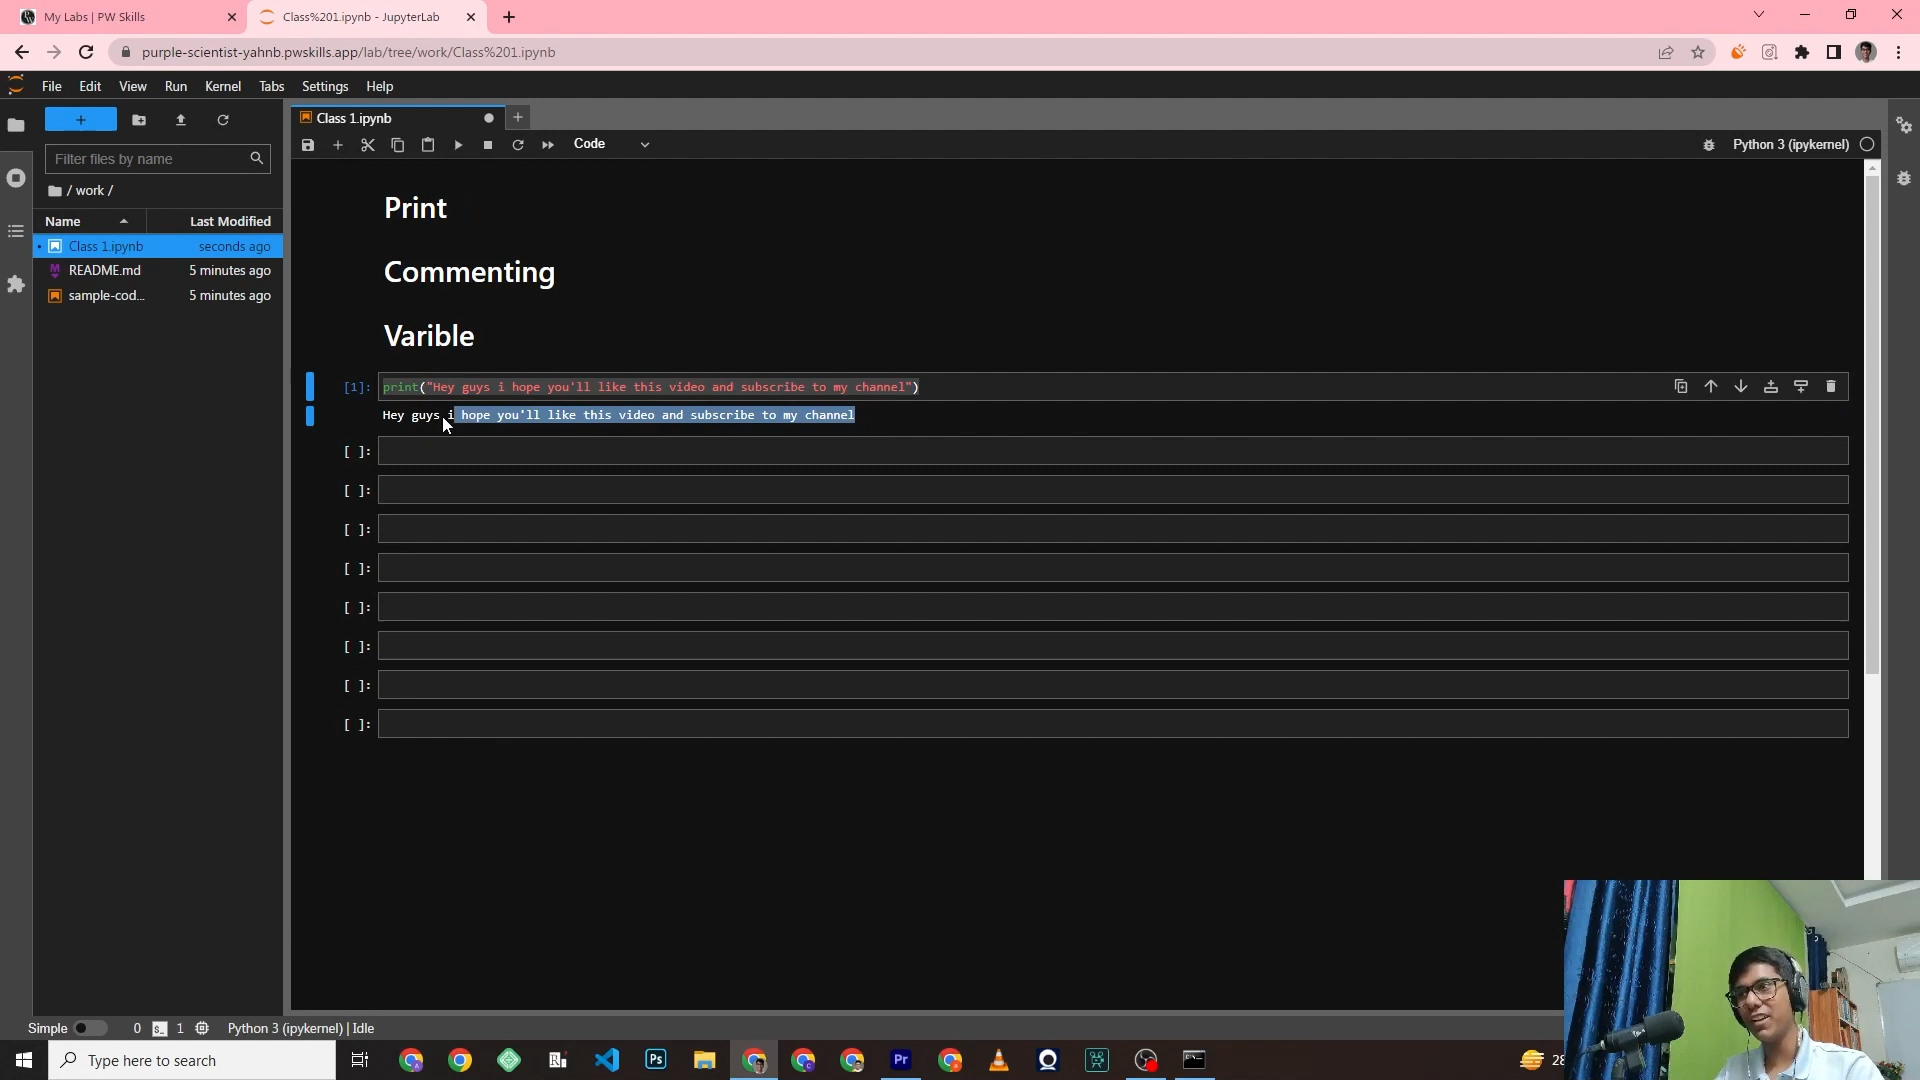 My Labs | PW Skills
Class%201.ipynb - JupyterLab
purple-scientist-yahnb.pwskills.app/lab/tree/work/Class%201.ipynb
File Edit View Run Kernel Tabs Settings Help
Class 1.ipynb
Code
Python 3 (ipykernel)
Filter files by name
/ work /
Name Last Modified
Class 1.ipynb seconds ago
README.md 5 minutes ago
sample-cod... 5 minutes ago
Print
Commenting
Varible
[1]: print("Hey guys i hope you'll like this video and subscribe to my channel")
Hey guys i hope you'll like this video and subscribe to my channel
[ ]:
[ ]:
[ ]:
[ ]:
[ ]:
[ ]:
[ ]:
[ ]:
Simple 0 1 Python 3 (ipykernel) | Idle
Type here to search
Ps
Pr